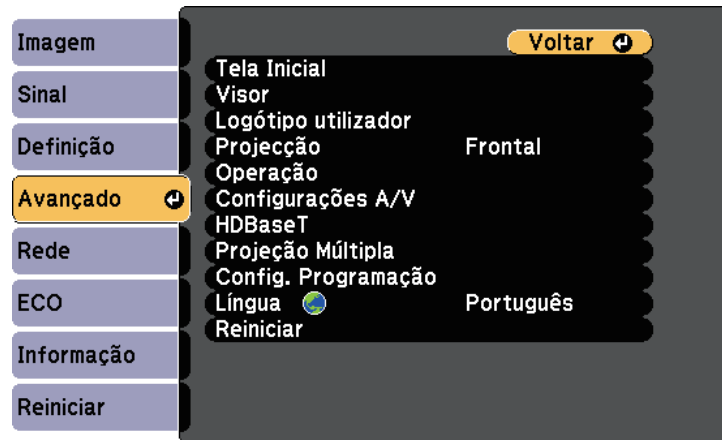 Imagem
Sinal
Definição
Avançado
Rede
ECO
Informação
Reiniciar
Voltar
Tela Inicial
Visor
Logótipo utilizador
Projecção Frontal
Operação
Configurações A/V
HDBaseT
Projeção Múltipla
Config. Programação
Língua Português
Reiniciar